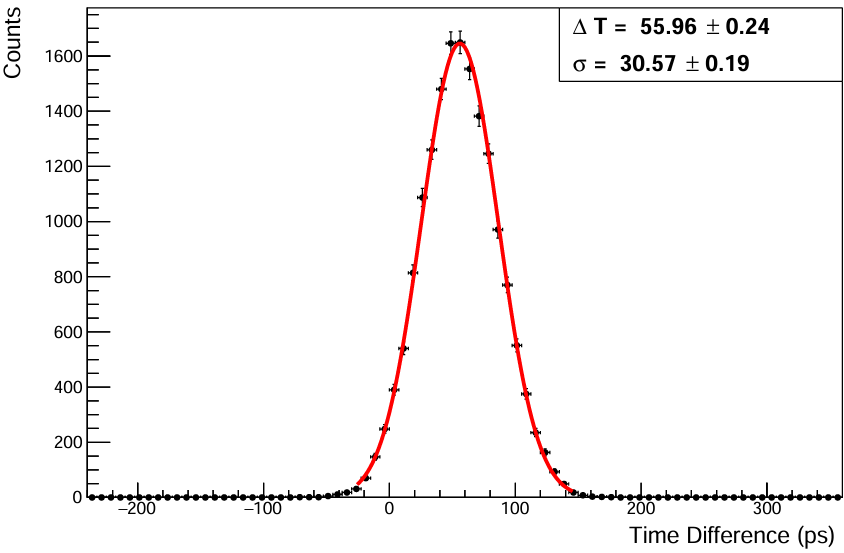 Counts
Δ T = 55.96 ± 0.24
σ = 30.57 ± 0.19
1600
1400
1200
1000
800
600
400
200
0
−200 −100 0 100 200 300
Time Difference (ps)